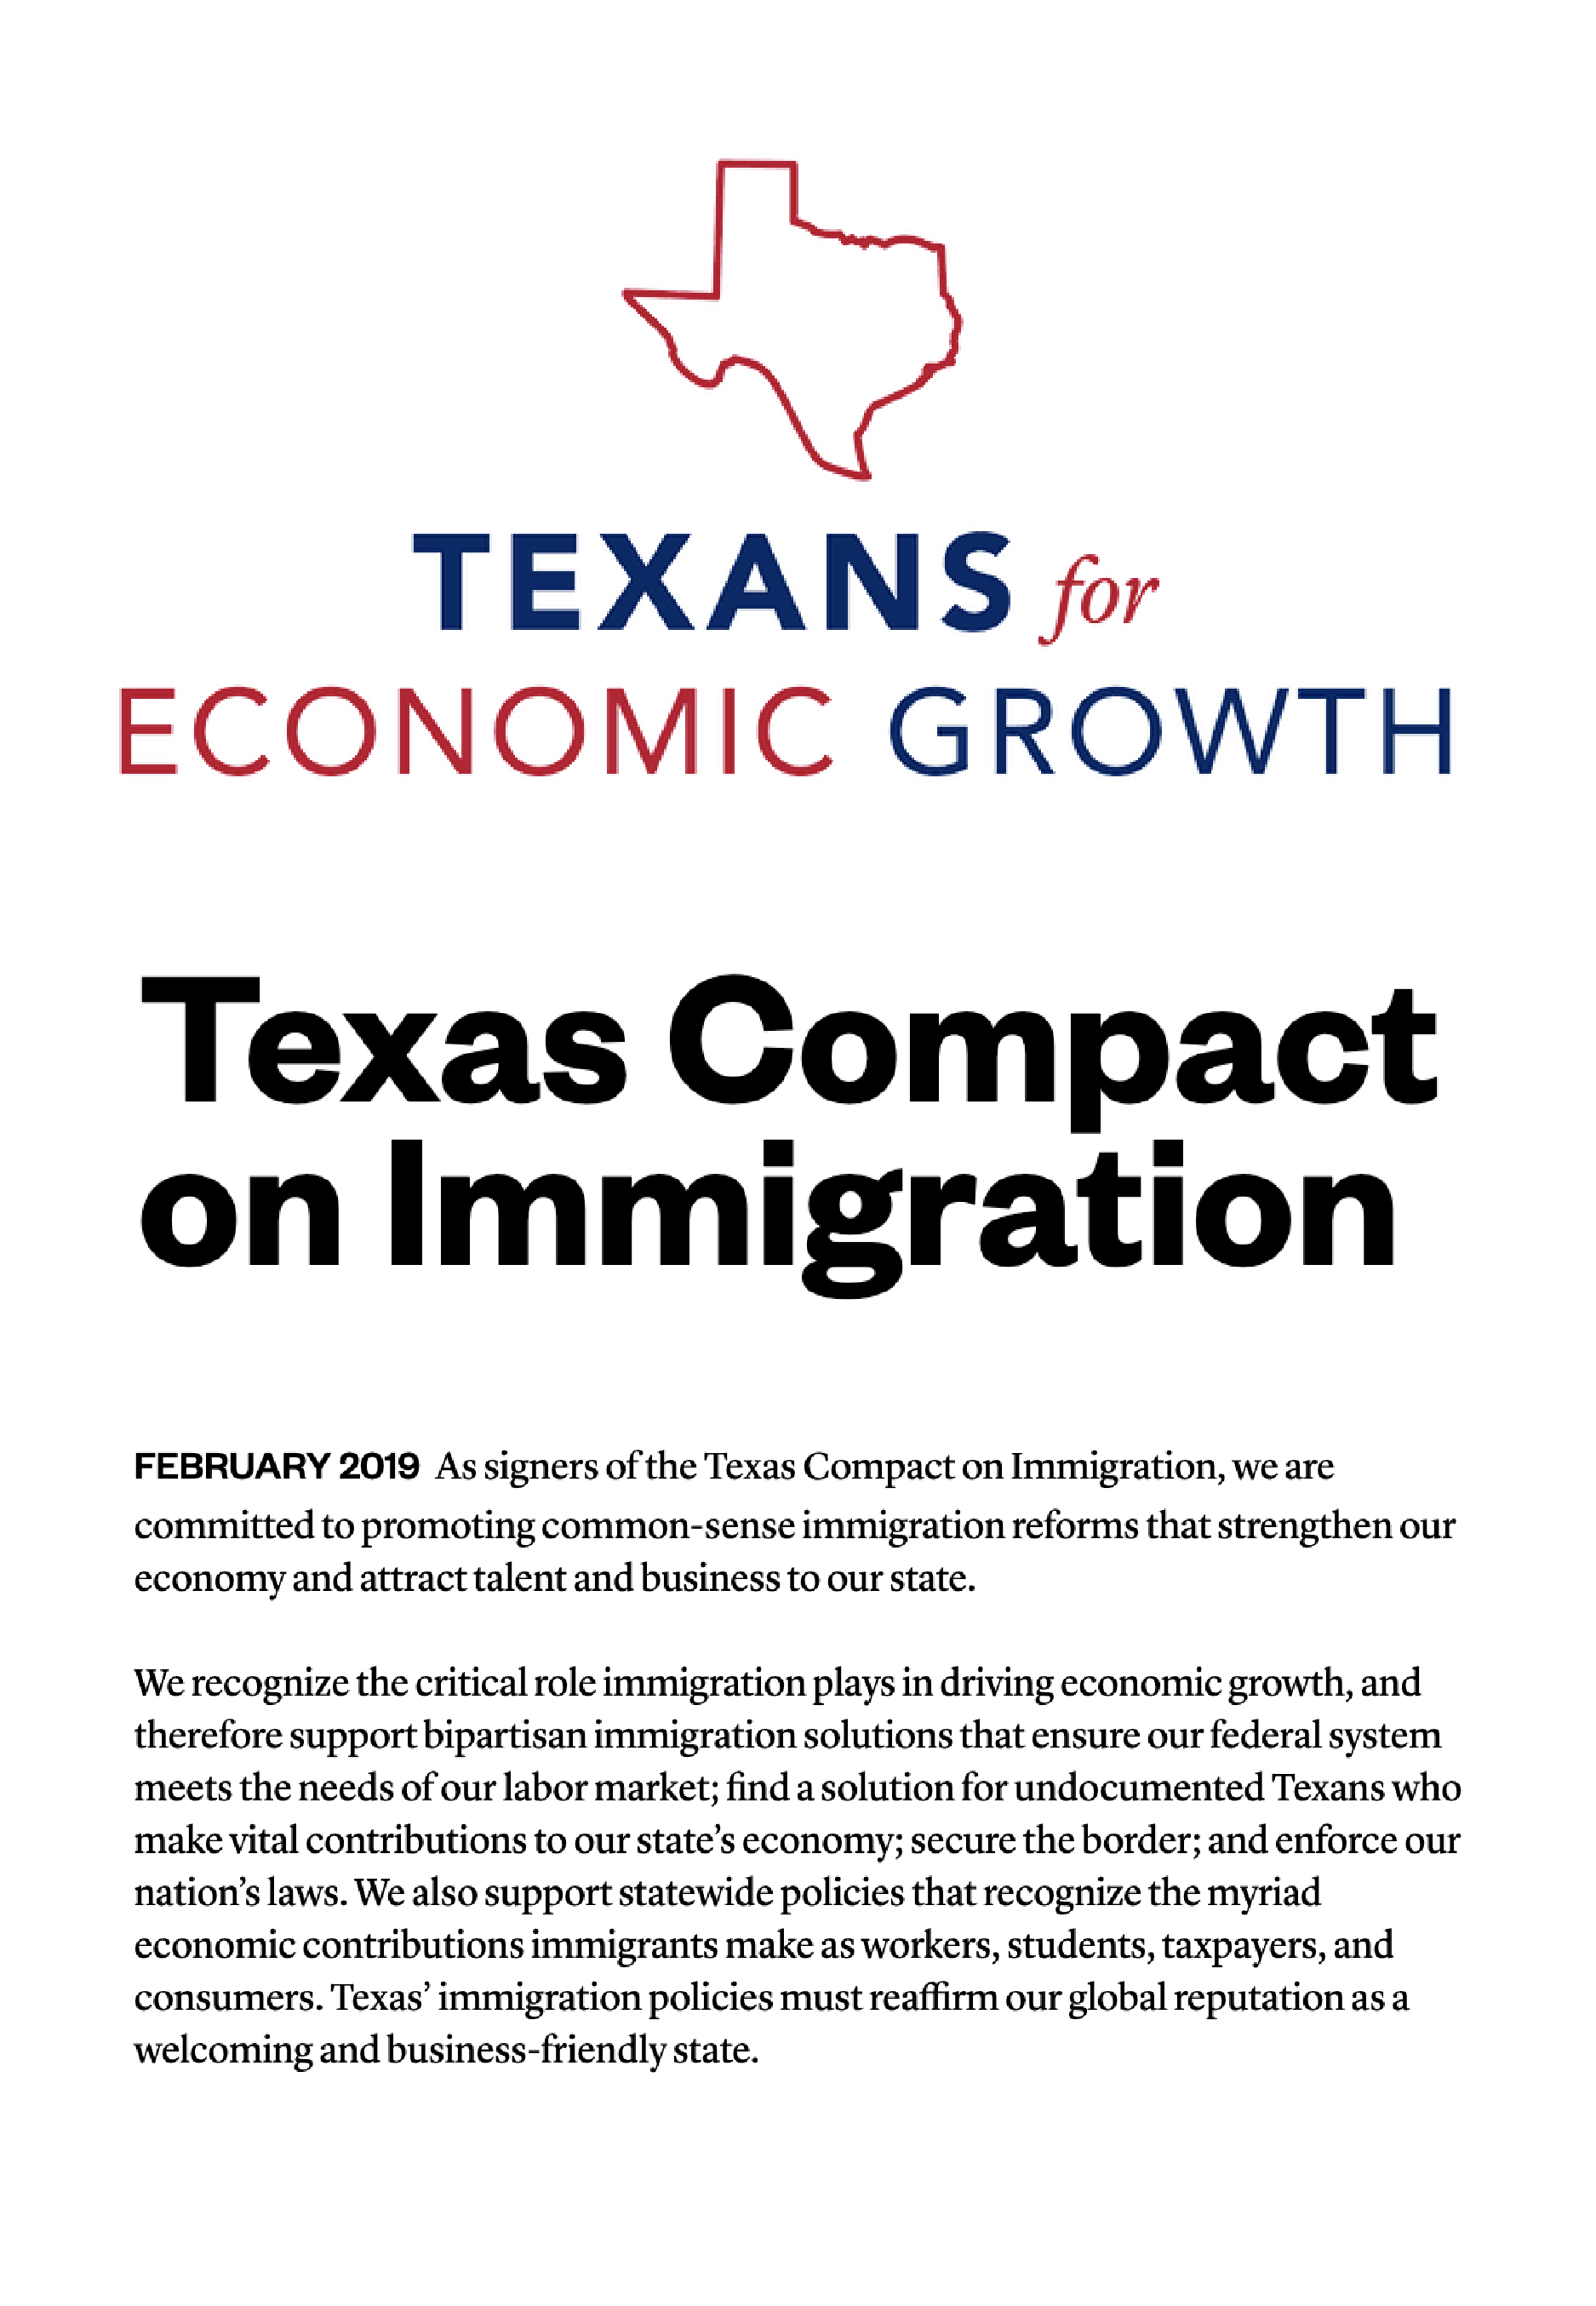 TEXANS for
ECONOMIC GROWTH
Texas Compact
on Immigration
FEBRUARY 2019 As signers of the Texas Compact on Immigration, we are
committed to promoting common-sense immigration reforms that strengthen our
economy and attract talent and business to our state.
We recognize the critical role immigration plays in driving economic growth, and
therefore support bipartisan immigration solutions that ensure our federal system
meets the needs of our labor market; find a solution for undocumented Texans who
make vital contributions to our state’s economy; secure the border; and enforce our
nation’s laws. We also support statewide policies that recognize the myriad
economic contributions immigrants make as workers, students, taxpayers, and
consumers. Texas’ immigration policies must reaffirm our global reputation as a
welcoming and business-friendly state.